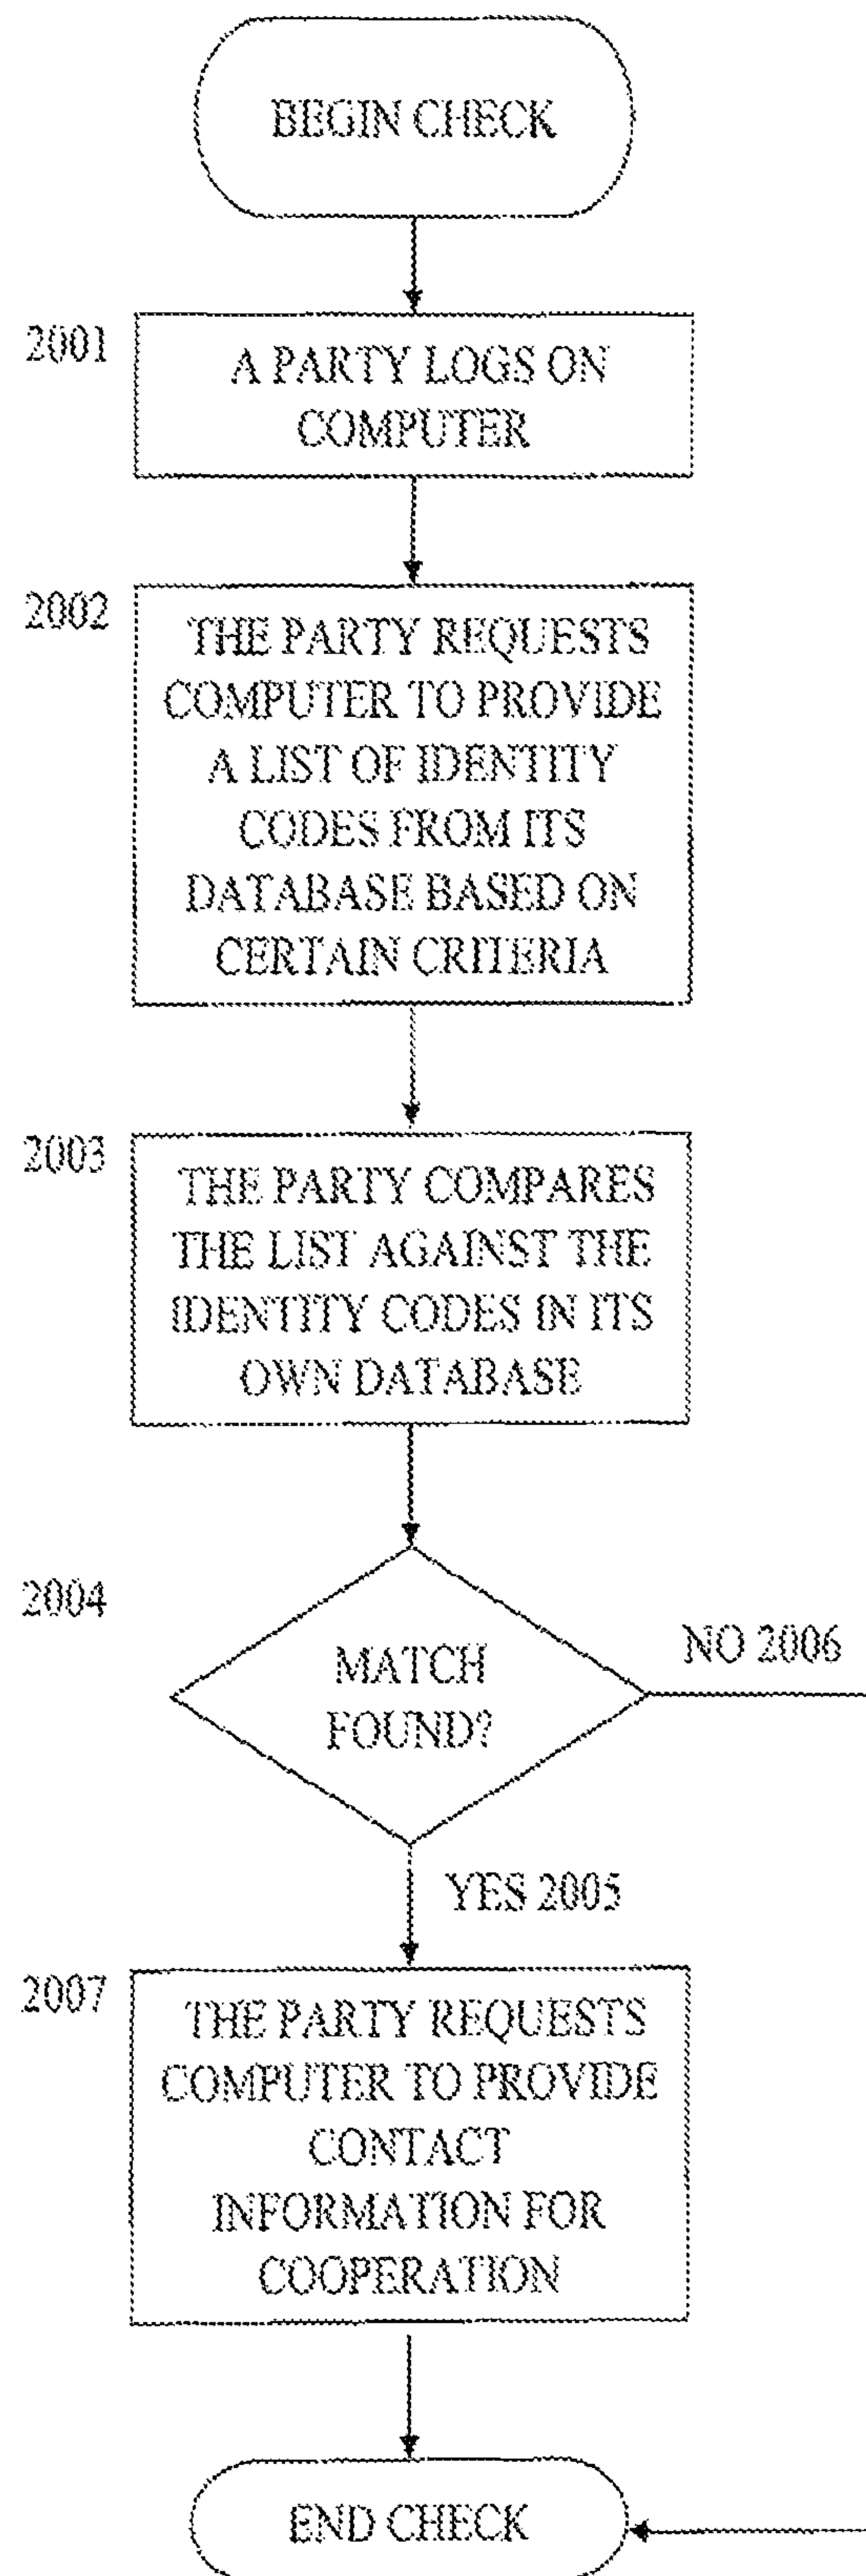 BEGIN CHECK
2001
A PARTY LOGS ON
COMPUTER
2002
THE PARTY REQUESTS
COMPUTER TO PROVIDE
A LIST OF IDENTITY
CODES FROM ITS
DATABASE BASED ON
CERTAIN CRITERIA
2003
THE PARTY COMPARES
THE LIST AGAINST THE
IDENTITY CODES IN ITS
OWN DATABASE
2004
MATCH
FOUND?
NO 2006
YES 2005
2007
THE PARTY REQUESTS
COMPUTER TO PROVIDE
CONTACT
INFORMATION FOR
COOPERATION
END CHECK